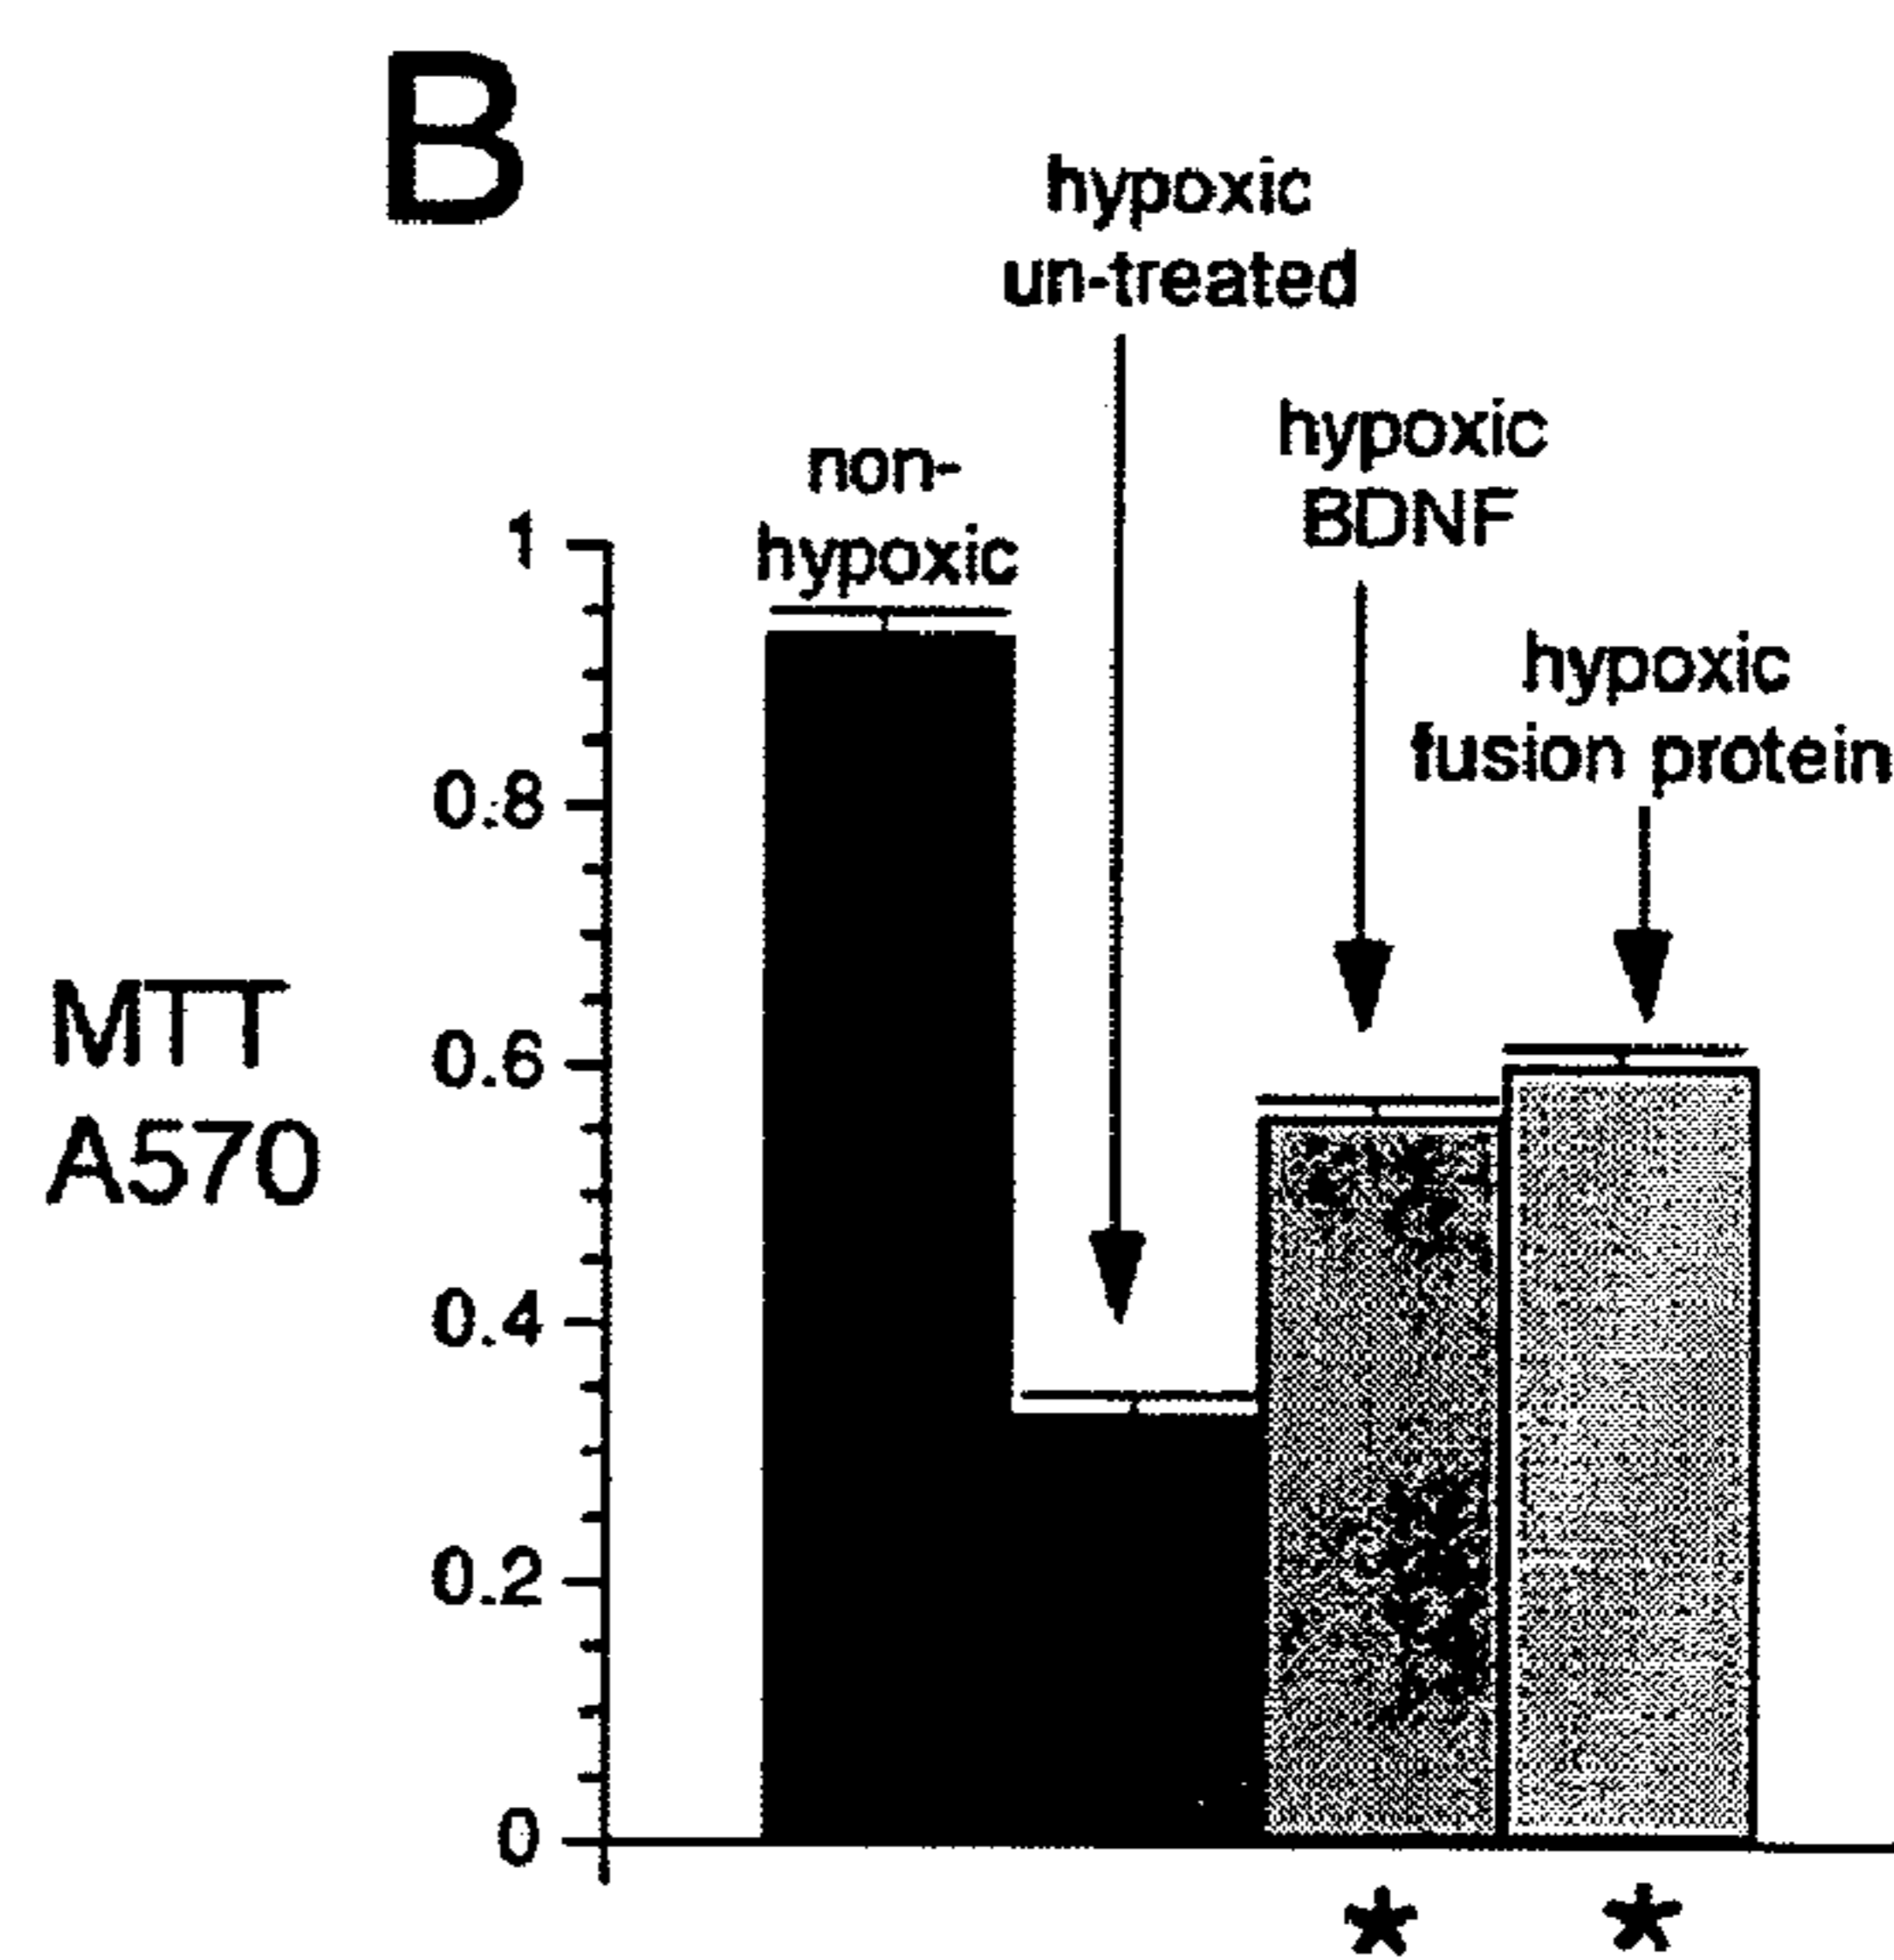 B
hypoxic
un-treated
hypoxic
BDNF
non-
hypoxic
hypoxic
fusion protein
1
0.8
0.6
0.4
0.2
0
MTT
A570
*
*